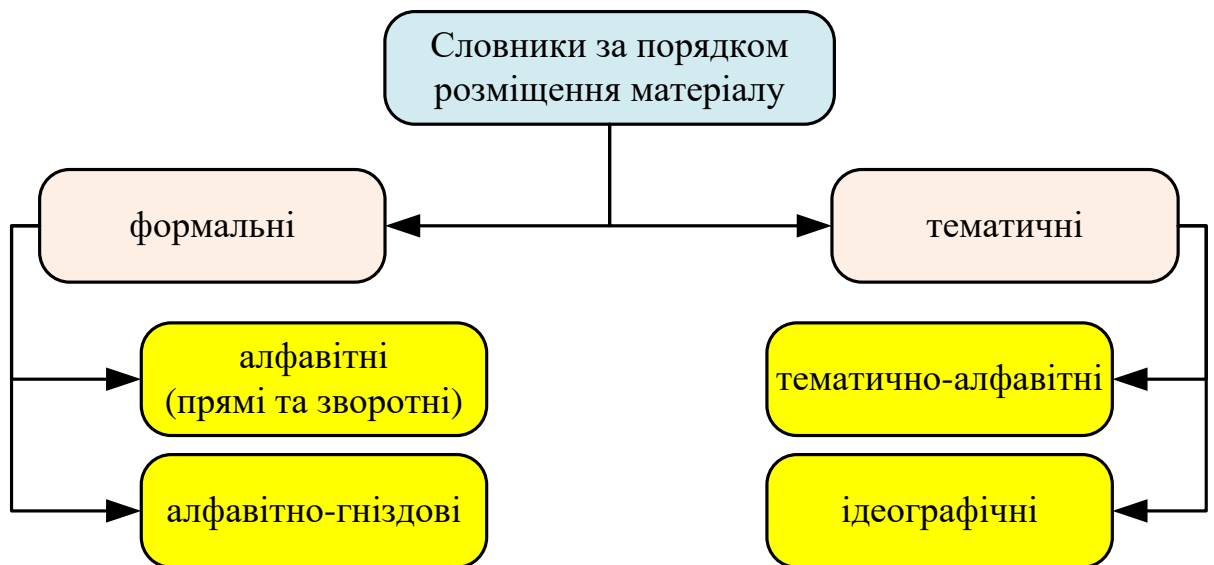 Словники за порядком
розміщення матеріалу
формальні
тематичні
алфавітні
(прямі та зворотні)
тематично-алфавітні
алфавітно-гніздові
ідеографічні